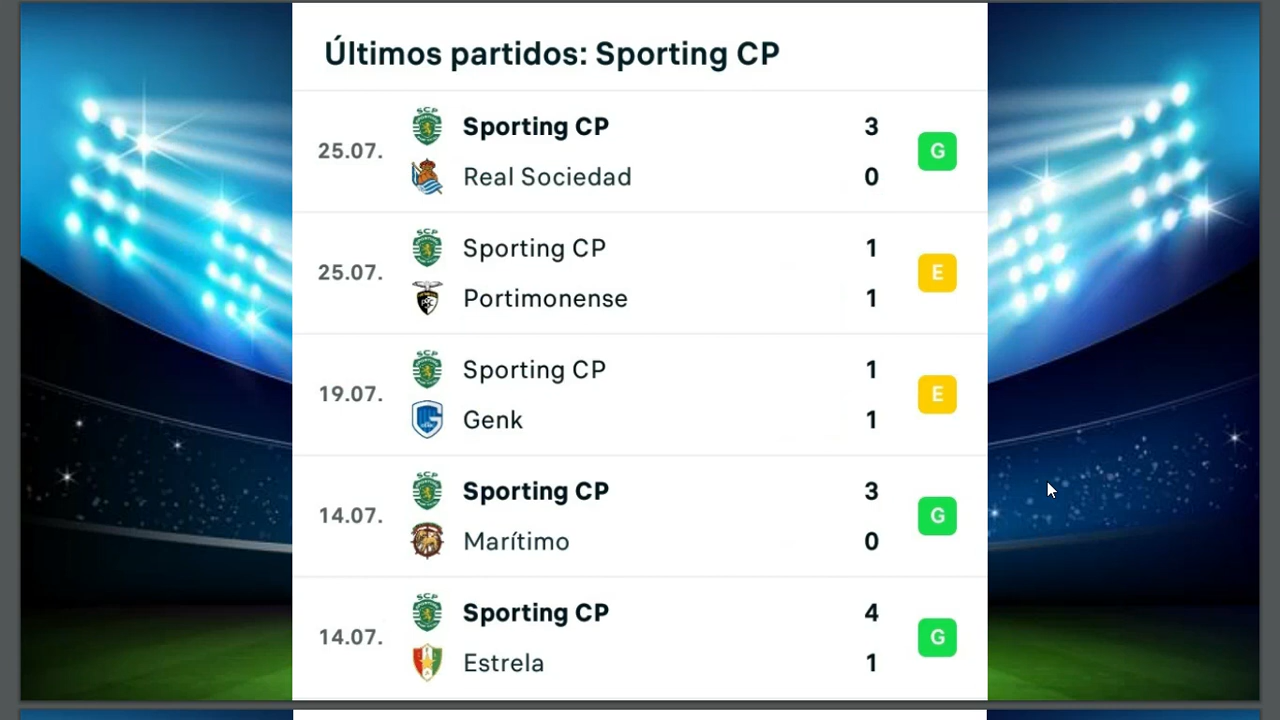 Últimos partidos: Sporting CP
25.07.
Sporting CP 3
Real Sociedad 0
G
25.07.
Sporting CP 1
Portimonense 1
E
19.07.
Sporting CP 1
Genk 1
E
14.07.
Sporting CP 3
Marítimo 0
G
14.07.
Sporting CP 4
Estrela 1
G